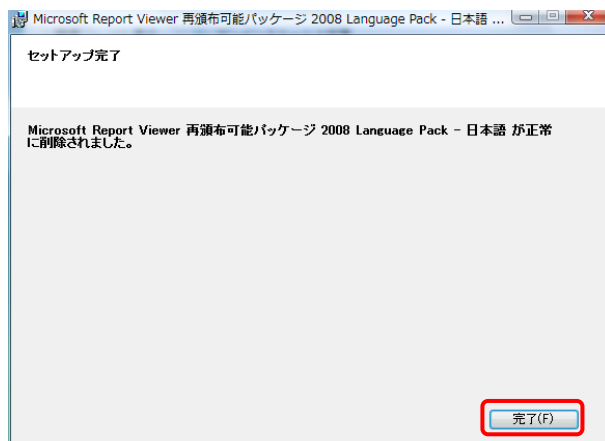 Microsoft Report Viewer 再頒布可能パッケージ 2008 Language Pack - 日本語 ...
セットアップ完了
Microsoft Report Viewer 再頒布可能パッケージ 2008 Language Pack - 日本語 が正常
に削除されました。
完了(F)